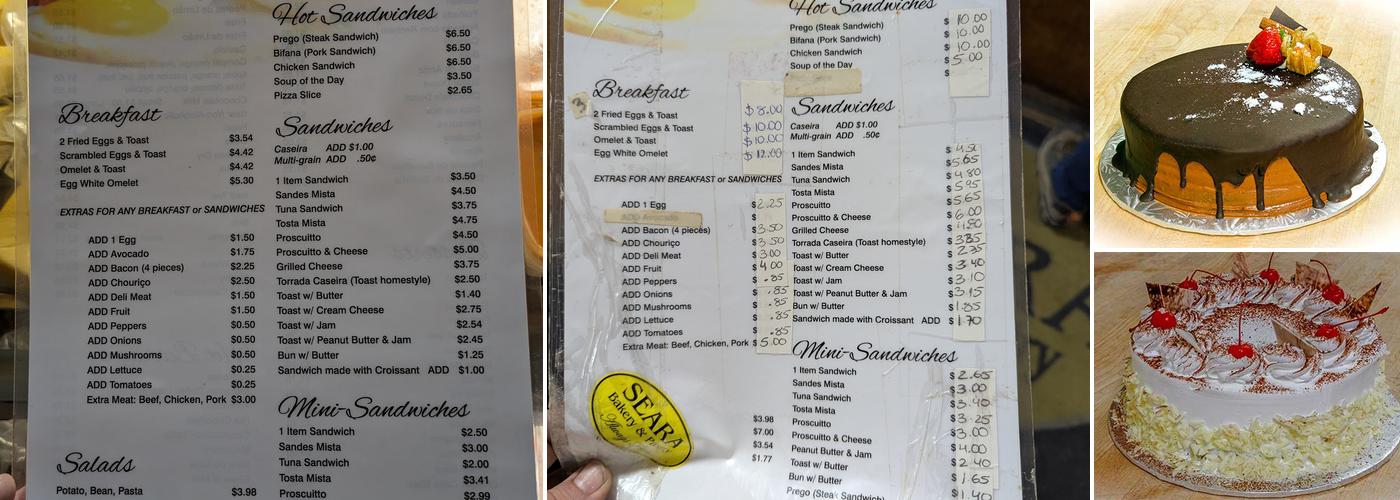 Hot Sandwiches
Prego (Steak Sandwich) $6.50
Bifana (Pork Sandwich) $6.50
Chicken Sandwich $6.50
Soup of the Day $3.50
Pizza Slice $2.65
Breakfast
2 Fried Eggs & Toast $3.54
Scrambled Eggs & Toast $4.42
Omelet & Toast $4.42
Egg White Omelet $5.30
EXTRAS FOR ANY BREAKFAST or SANDWICHES
ADD 1 Egg $1.50
ADD Avocado $1.75
ADD Bacon (4 pieces) $2.25
ADD Chouriço $2.50
ADD Deli Meat $1.50
ADD Fruit $1.50
ADD Peppers $0.50
ADD Onions $0.50
ADD Mushrooms $0.50
ADD Lettuce $0.25
ADD Tomatoes $0.25
Extra Meat: Beef, Chicken, Pork $3.00
Salads
Potato, Bean, Pasta $3.98
Sandwiches
Caseira ADD $1.00
Multi-grain ADD .50¢
1 Item Sandwich $3.50
Sandes Mista $4.50
Tuna Sandwich $3.75
Tosta Mista $4.75
Proscuitto $4.50
Proscuitto & Cheese $5.00
Grilled Cheese $3.75
Torrada Caseira (Toast homestyle) $2.50
Toast w/ Butter $1.40
Toast w/ Cream Cheese $2.75
Toast w/ Jam $2.54
Toast w/ Peanut Butter & Jam $2.45
Bun w/ Butter $1.25
Sandwich made with Croissant ADD $1.00
Mini-Sandwiches
1 Item Sandwich $2.50
Sandes Mista $3.00
Tuna Sandwich $2.00
Tosta Mista $3.41
Proscuitto $2.99
Hot Sandwiches
Prego (Steak Sandwich) $ 10.00
Bifana (Pork Sandwich) $ 10.00
Chicken Sandwich $ 10.00
Soup of the Day $ 5.00
$
Breakfast
2 Fried Eggs & Toast $8.00
Scrambled Eggs & Toast $10.00
Omelet & Toast $10.00
Egg White Omelet $12.00
EXTRAS FOR ANY BREAKFAST or SANDWICHES
ADD 1 Egg $2.25
ADD Avocado
ADD Bacon (4 pieces) $3.50
ADD Chouriço $3.50
ADD Deli Meat $3.00
ADD Fruit $4.00
ADD Peppers .85
ADD Onions .85
ADD Mushrooms .85
ADD Lettuce .85
ADD Tomatoes .85
Extra Meat: Beef, Chicken, Pork $5.00
SEARA
Bakery &
$3.98
$7.00
$3.54
$1.77
Sandwiches
Caseira ADD $1.00
Multi-grain ADD .50¢
1 Item Sandwich $4.50
Sandes Mista $5.65
Tuna Sandwich $4.80
Tosta Mista $5.95
Proscuitto $5.65
Proscuitto & Cheese $6.00
Grilled Cheese $4.80
Torrada Caseira (Toast homestyle) $3.35
Toast w/ Butter $2.35
Toast w/ Cream Cheese $3.40
Toast w/ Jam $3.10
Toast w/ Peanut Butter & Jam $3.15
Bun w/ Butter $1.85
Sandwich made with Croissant ADD $1.70
Mini-Sandwiches
1 Item Sandwich $2.65
Sandes Mista $3.00
Tuna Sandwich $3.40
Tosta Mista $3.25
Proscuitto $3.00
Proscuitto & Cheese $4.00
Peanut Butter & Jam $2.40
Toast w/ Butter $1.65
Bun w/ Butter $1.40
Prego (Steak Sandwich)